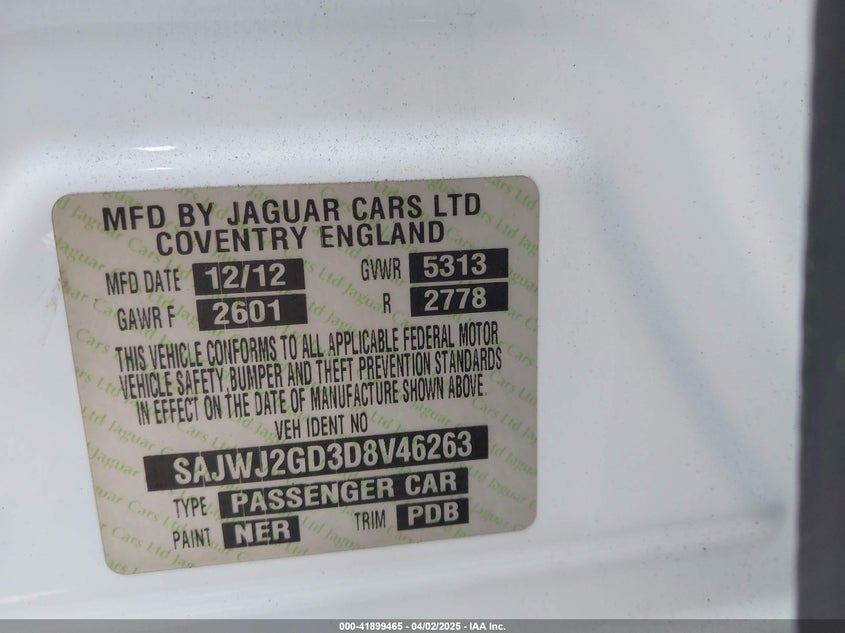 MFD BY JAGUAR CARS LTD
COVENTRY ENGLAND
MFD DATE 12/12 GVWR 5313
GAWR F 2601 R 2778
THIS VEHICLE CONFORMS TO ALL APPLICABLE FEDERAL MOTOR
VEHICLE SAFETY, BUMPER AND THEFT PREVENTION STANDARDS
IN EFFECT ON THE DATE OF MANUFACTURE SHOWN ABOVE.
VEH IDENT NO
SAJWJ2GD3D8V46263
TYPE PASSENGER CAR
PAINT NER TRIM PDB
000-41899465 - 04/02/2025 - IAA Inc.